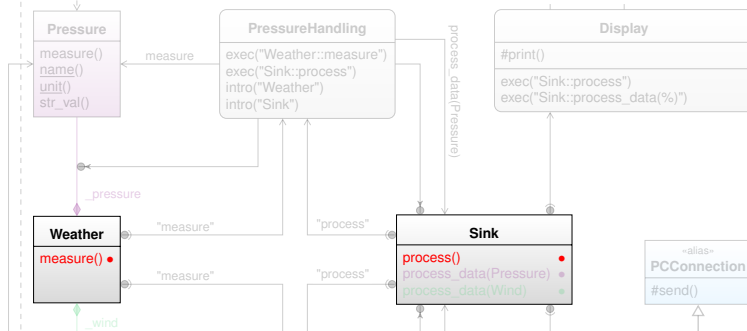 Pressure
measure()
name()
unit()
str_val()
measure
PressureHandling
exec("Weather::measure")
exec("Sink::process")
intro("Weather")
intro("Sink")
process_data(Pressure)
Display
#print()
exec("Sink::process")
exec("Sink::process_data(%)")
_pressure
Weather
measure()
"measure"
"measure"
"process"
"process"
Sink
process()
process_data(Pressure)
process_data(Wind)
«alias»
PCConnection
#send()
_wind